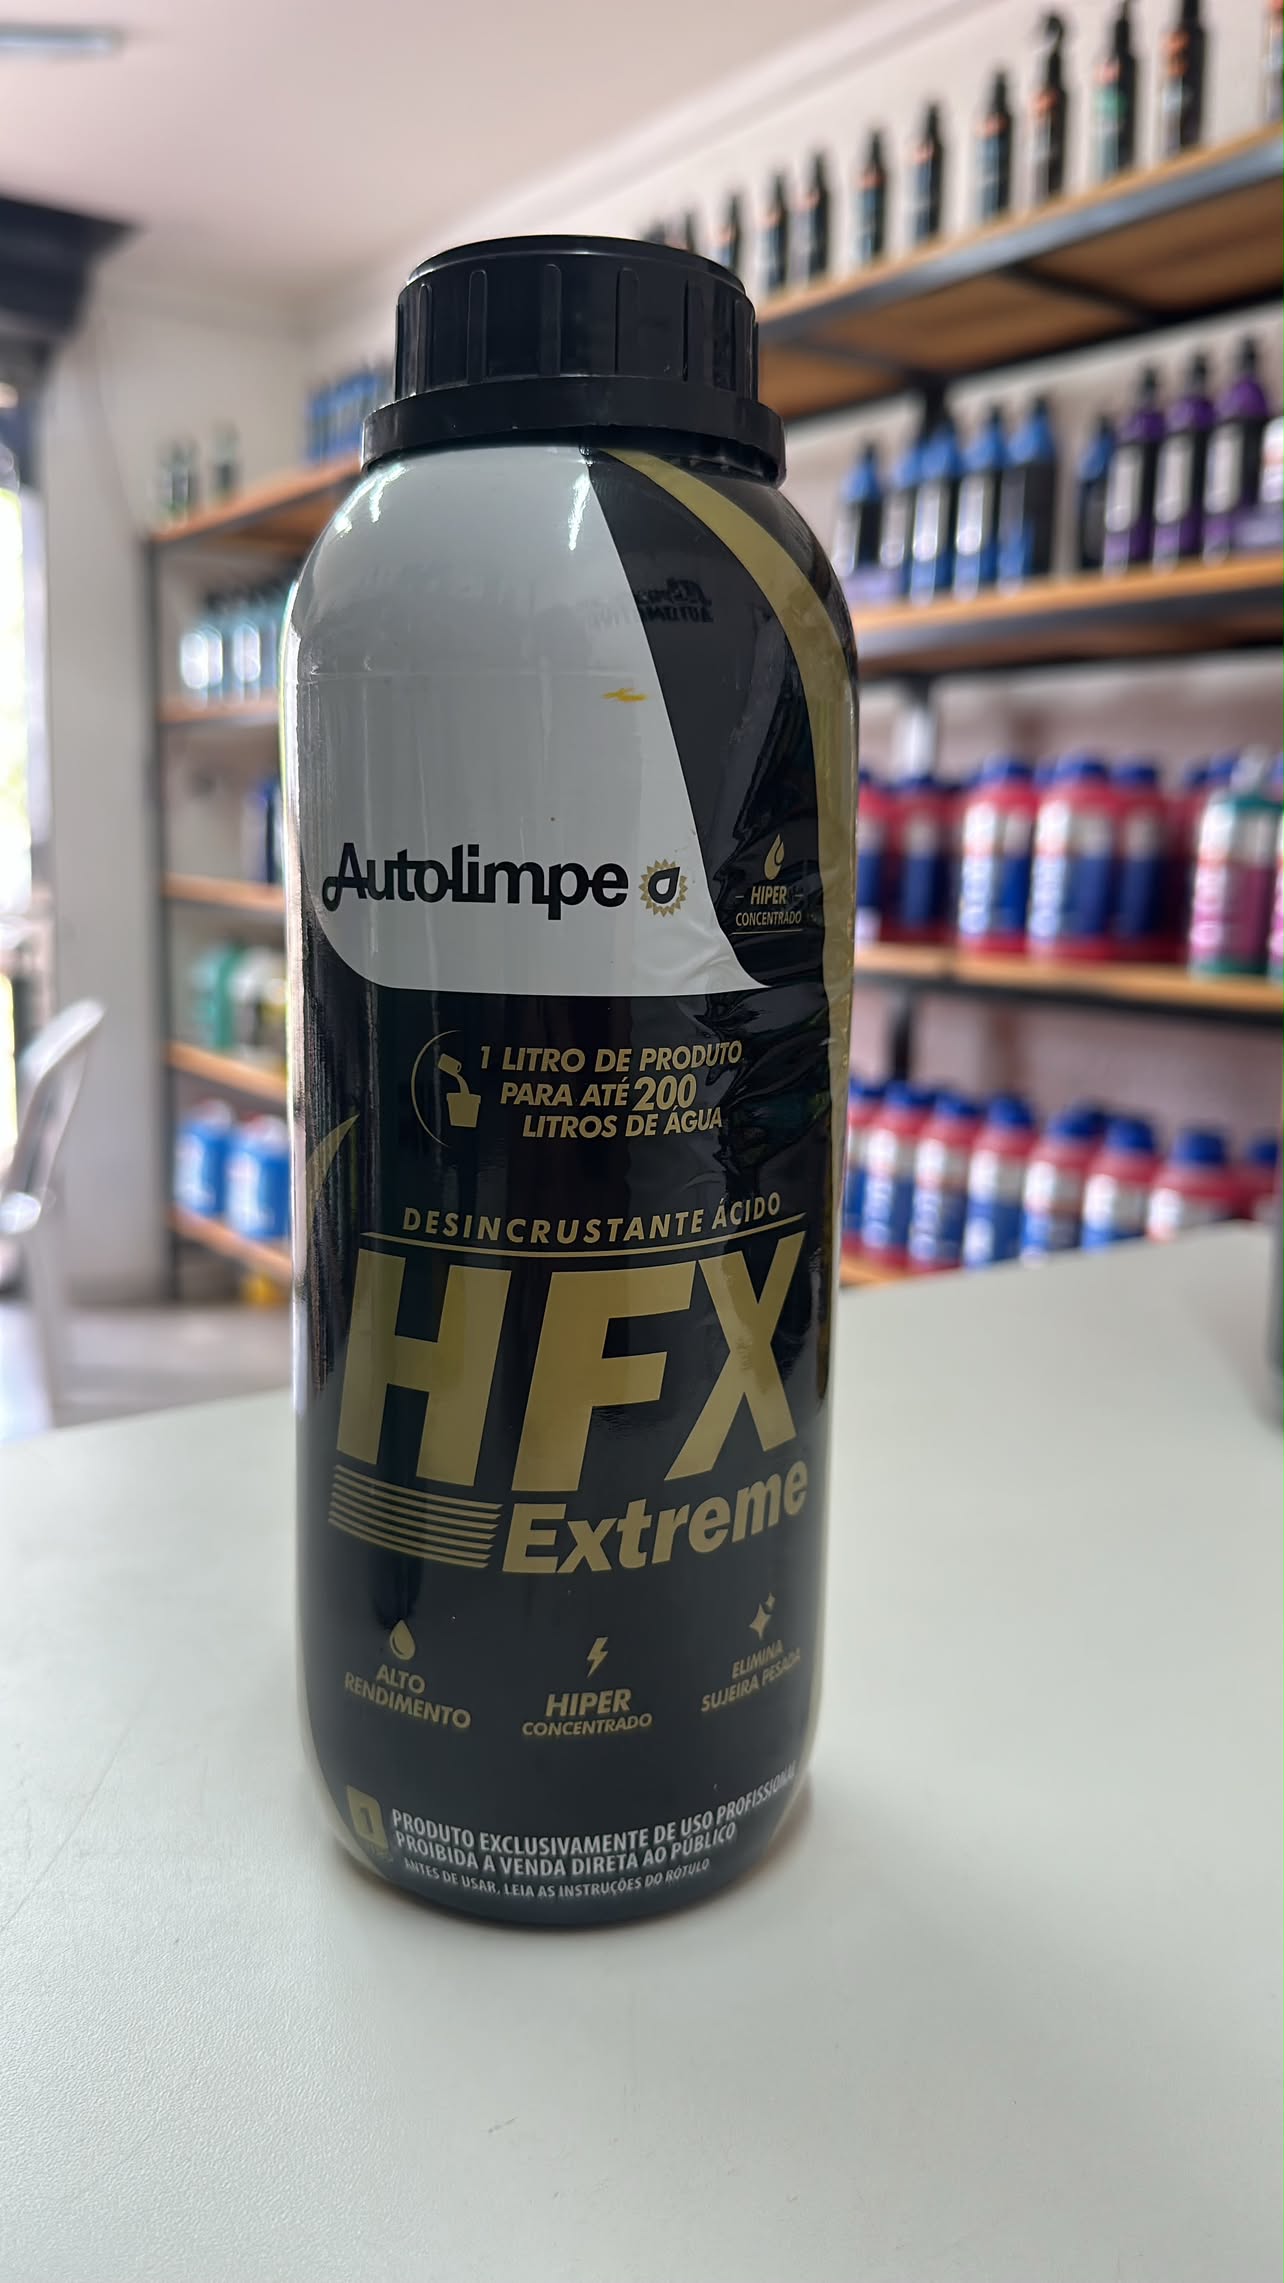 Autolimpe
HIPER
CONCENTRADO
1 LITRO DE PRODUTO
PARA ATÉ 200
LITROS DE ÁGUA
DESINCRUSTANTE ÁCIDO
HFX
Extreme
ALTO
RENDIMENTO
HIPER
CONCENTRADO
ELIMINA
SUJEIRA PESADA
1
PRODUTO EXCLUSIVAMENTE DE USO PROFISSIONAL
PROIBIDA A VENDA DIRETA AO PÚBLICO
ANTES DE USAR, LEIA AS INSTRUÇÕES DO RÓTULO